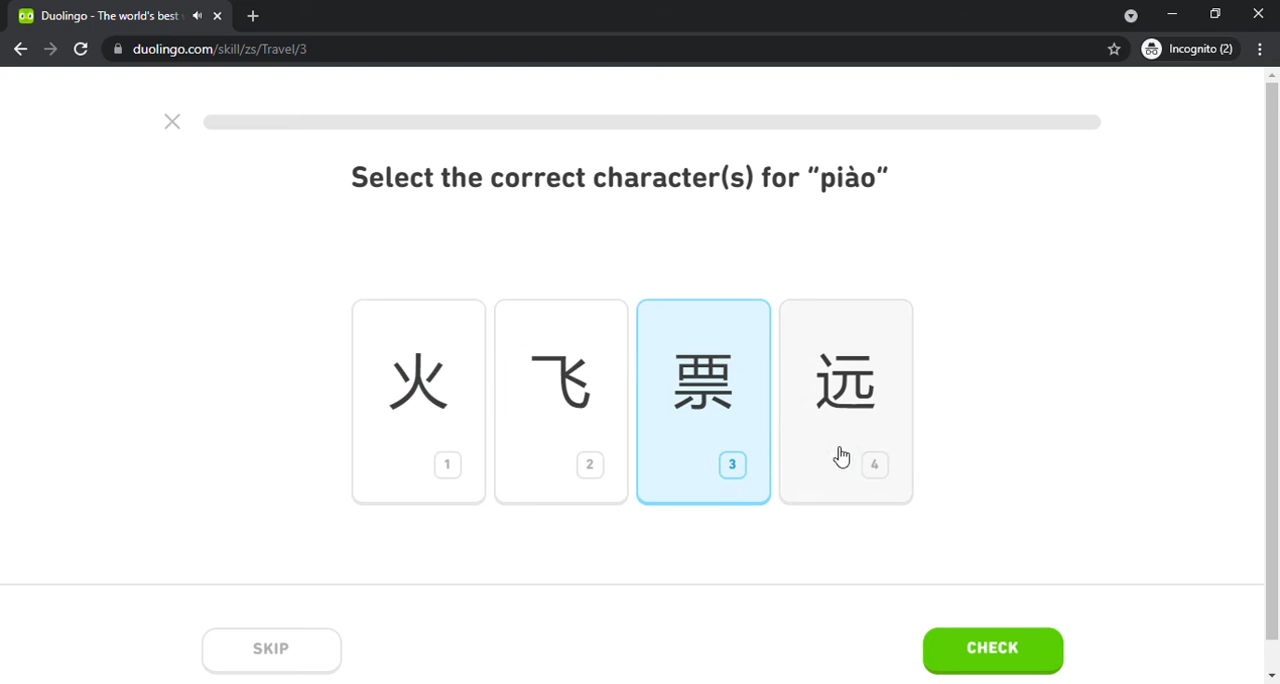 Duolingo - The world's best
duolingo.com/skill/zs/Travel/3
Incognito (2)
Select the correct character(s) for "piào"
火 飞 票 远
1 2 3 4
SKIP CHECK